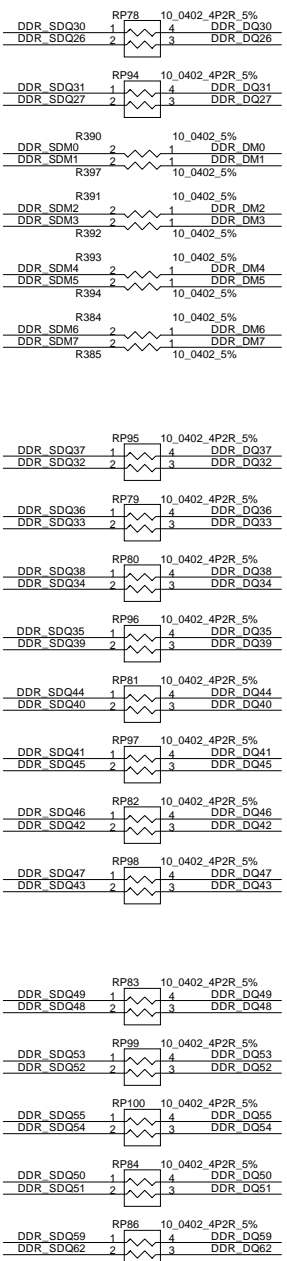 RP78 10_0402_4P2R_5%
DDR_SDQ30 1 4 DDR_DQ30
DDR_SDQ26 2 3 DDR_DQ26
RP94 10_0402_4P2R_5%
DDR_SDQ31 1 4 DDR_DQ31
DDR_SDQ27 2 3 DDR_DQ27
R390 10_0402_5%
DDR_SDM0 2 1 DDR_DM0
DDR_SDM1 2 1 DDR_DM1
R397 10_0402_5%
R391 10_0402_5%
DDR_SDM2 2 1 DDR_DM2
DDR_SDM3 2 1 DDR_DM3
R392 10_0402_5%
R393 10_0402_5%
DDR_SDM4 2 1 DDR_DM4
DDR_SDM5 2 1 DDR_DM5
R394 10_0402_5%
R384 10_0402_5%
DDR_SDM6 2 1 DDR_DM6
DDR_SDM7 2 1 DDR_DM7
R385 10_0402_5%
RP95 10_0402_4P2R_5%
DDR_SDQ37 1 4 DDR_DQ37
DDR_SDQ32 2 3 DDR_DQ32
RP79 10_0402_4P2R_5%
DDR_SDQ36 1 4 DDR_DQ36
DDR_SDQ33 2 3 DDR_DQ33
RP80 10_0402_4P2R_5%
DDR_SDQ38 1 4 DDR_DQ38
DDR_SDQ34 2 3 DDR_DQ34
RP96 10_0402_4P2R_5%
DDR_SDQ35 1 4 DDR_DQ35
DDR_SDQ39 2 3 DDR_DQ39
RP81 10_0402_4P2R_5%
DDR_SDQ44 1 4 DDR_DQ44
DDR_SDQ40 2 3 DDR_DQ40
RP97 10_0402_4P2R_5%
DDR_SDQ41 1 4 DDR_DQ41
DDR_SDQ45 2 3 DDR_DQ45
RP82 10_0402_4P2R_5%
DDR_SDQ46 1 4 DDR_DQ46
DDR_SDQ42 2 3 DDR_DQ42
RP98 10_0402_4P2R_5%
DDR_SDQ47 1 4 DDR_DQ47
DDR_SDQ43 2 3 DDR_DQ43
RP83 10_0402_4P2R_5%
DDR_SDQ49 1 4 DDR_DQ49
DDR_SDQ48 2 3 DDR_DQ48
RP99 10_0402_4P2R_5%
DDR_SDQ53 1 4 DDR_DQ53
DDR_SDQ52 2 3 DDR_DQ52
RP100 10_0402_4P2R_5%
DDR_SDQ55 1 4 DDR_DQ55
DDR_SDQ54 2 3 DDR_DQ54
RP84 10_0402_4P2R_5%
DDR_SDQ50 1 4 DDR_DQ50
DDR_SDQ51 2 3 DDR_DQ51
RP86 10_0402_4P2R_5%
DDR_SDQ59 1 4 DDR_DQ59
DDR_SDQ62 2 3 DDR_DQ62